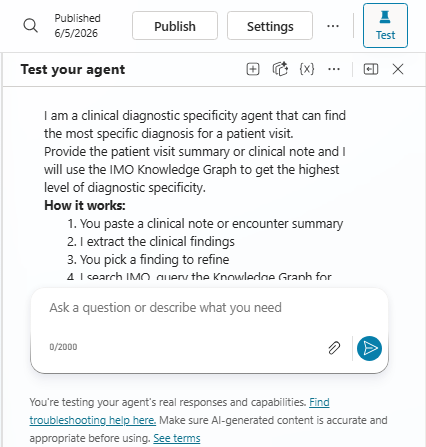 Published
6/5/2026
Publish
Settings
...
Test
Test your agent
{x}
...
I am a clinical diagnostic specificity agent that can find
the most specific diagnosis for a patient visit.
Provide the patient visit summary or clinical note and I
will use the IMO Knowledge Graph to get the highest
level of diagnostic specificity.
How it works:
1. You paste a clinical note or encounter summary
2. I extract the clinical findings
3. You pick a finding to refine
4. I search IMO, query the Knowledge Graph for
Ask a question or describe what you need
0/2000
You're testing your agent's real responses and capabilities. Find
troubleshooting help here. Make sure AI-generated content is accurate and
appropriate before using. See terms